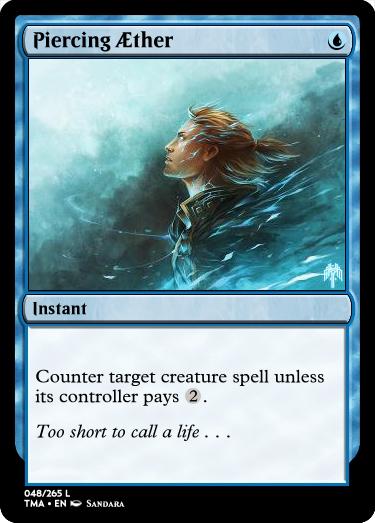 Piercing Æther
Instant
Counter target creature spell unless
its controller pays 2.
Too short to call a life . . .
048/265 L
TMA • EN Sandara